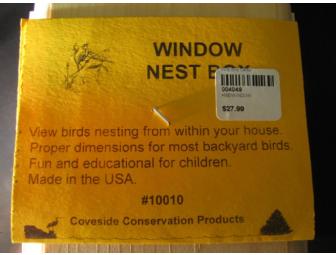 WINDOW
NEST BOX
004049
$27.99
View birds nesting from within your house.
Proper dimensions for most backyard birds.
Fun and educational for children.
Made in the USA.
#10010
Coveside Conservation Products